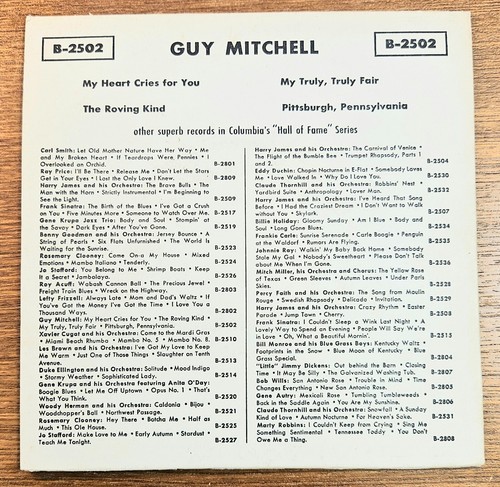 B-2502
GUY MITCHELL
B-2502
My Heart Cries for You
My Truly, Truly Fair
The Roving Kind
Pittsburgh, Pennsylvania
other superb records in Columbia's "Hall of Fame" Series
Carl Smith: Let Old Mother Nature Have Her Way • Me
and My Broken Heart • If Teardrops Were Pennies • I
Overlooked an Orchid. B-2801
Ray Price: I'll Be There • Release Me • Don't Let the Stars
Get in Your Eyes • I Lost the Only Love I Knew. B-2809
Harry James and his Orchestra: The Brave Bulls • The
Man with the Horn • Strictly Instrumental • I'm Beginning to
See the Light. B-2509
Frank Sinatra: The Birth of the Blues • I've Got a Crush
on You • Five Minutes More • Someone to Watch Over Me. B-2517
Gene Krupa Jazz Trio: Body and Soul • Stompin' at
the Savoy • Dark Eyes • After You've Gone. B-2519
Benny Goodman and his Orchestra: Jersey Bounce • A
String of Pearls • Six Flats Unfurnished • The World Is
Waiting for the Sunrise. B-2523
Rosemary Clooney: Come On-a My House • Mixed
Emotions • Mambo Italiano • Tenderly. B-2524
Jo Stafford: You Belong to Me • Shrimp Boats • Keep
It a Secret • Jambalaya. B-2526
Roy Acuff: Wabash Cannon Ball • The Precious Jewel •
Freight Train Blues • Wreck on the Highway. B-2803
Lefty Frizzell: Always Late • Mom and Dad's Waltz • If
You've Got the Money I've Got the Time • I Love You a
Thousand Ways. B-2802
Guy Mitchell: My Heart Cries for You • The Roving Kind •
My Truly, Truly Fair • Pittsburgh, Pennsylvania. B-2502
Xavier Cugat and his Orchestra: Come to the Mardi Gras
• Miami Beach Rhumba • Mambo No. 5 • Mambo No. 8. B-2510
Les Brown and his Orchestra: I've Got My Love to Keep
Me Warm • Just One of Those Things • Slaughter on Tenth
Avenue. B-2513
Duke Ellington and his Orchestra: Solitude • Mood Indigo
• Stormy Weather • Sophisticated Lady. B-2514
Gene Krupa and his Orchestra featuring Anita O'Day:
Boogie Blues • Let Me Off Uptown • Opus No. 1 • That's
What You Think. B-2520
Woody Herman and his Orchestra: Caldonia • Bijou •
Woodshopper's Ball • Northwest Passage. B-2521
Rosemary Clooney: Hey There • Botcha Me • Half as
Much • This Ole House. B-2525
Jo Stafford: Make Love to Me • Early Autumn • Stardust •
Teach Me Tonight. B-2527
Harry James and his Orchestra: The Carnival of Venice •
The Flight of the Bumble Bee • Trumpet Rhapsody, Parts 1
and 2. B-2504
Eddy Duchin: Chopin Nocturne in E-Flat • Somebody Loves
Me • Love Walked In • Why Do I Love You. B-2530
Claude Thornhill and his Orchestra: Robbins' Nest •
Yardbird Suite • Anthropology • Lover Man. B-2532
Harry James and his Orchestra: I've Heard That Song
Before • I Had the Craziest Dream • I Don't Want to Walk
without You • Skylark. B-2507
Billie Holiday: Gloomy Sunday • Am I Blue • Body and
Soul • Long Gone Blues. B-2534
Frankie Carle: Sunrise Serenade • Carle Boogie • Penguin
at the Waldorf • Rumors Are Flying. B-2535
Johnnie Ray: Walkin' My Baby Back Home • Somebody
Stole My Gal • Nobody's Sweetheart • Please Don't Talk
about Me When I'm Gone. B-2536
Mitch Miller, his Orchestra and Chorus: The Yellow Rose
of Texas • Green Sleeves • Autumn Leaves • Under Paris
Skies. B-2528
Percy Faith and his Orchestra: The Song from Moulin
Rouge • Swedish Rhapsody • Delicado • Invitation. B-2529
Harry James and his Orchestra: Crazy Rhythm • Easter
Parade • Jump Town • Cherry. B-2508
Frank Sinatra: I Couldn't Sleep a Wink Last Night • A
Lovely Way to Spend an Evening • People Will Say We're
in Love • Oh, What a Beautiful Mornin'. B-2515
Bill Monroe and his Blue Grass Boys: Kentucky Waltz •
Footprints in the Snow • Blue Moon of Kentucky • Blue
Grass Special. B-2804
"Little" Jimmy Dickens: Out Behind the Barn • Closing
Time • It May Be Silly • The Galvanized Washing Tub. B-2807
Bob Wills: San Antonio Rose • Trouble in Mind • Time
Changes Everything • New San Antonio Rose. B-2805
Gene Autry: Mexicali Rose • Tumbling Tumbleweeds •
Back in the Saddle Again • You Are My Sunshine. B-2806
Claude Thornhill and his Orchestra: Snowfall • A Sunday
Kind of Love • Autumn Nocturne • For Heaven's Sake. B-2531
Marty Robbins: I Couldn't Keep from Crying • Sing Me
Something Sentimental • Tennessee Toddy • You Don't
Owe Me a Thing. B-2808